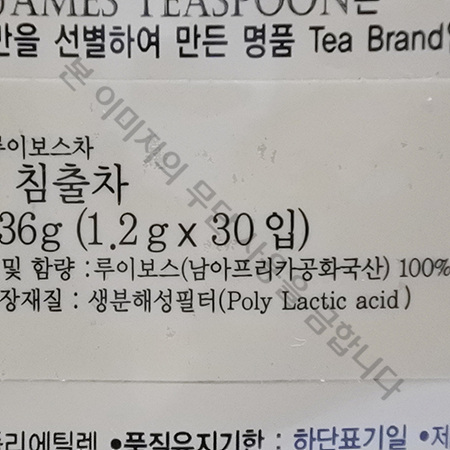 JAMES TEASPOON은
만을 선별하여 만든 명품 Tea Brand입
루이보스차
침출차
36g (1.2g x 30입)
및 함량 : 루이보스(남아프리카공화국산) 100%
장재질 : 생분해성필터(Poly Lactic acid)
폴리에틸렌 •품질유지기한 : 하단표기일 •제
본 이미지의 무단 사용을 금합니다